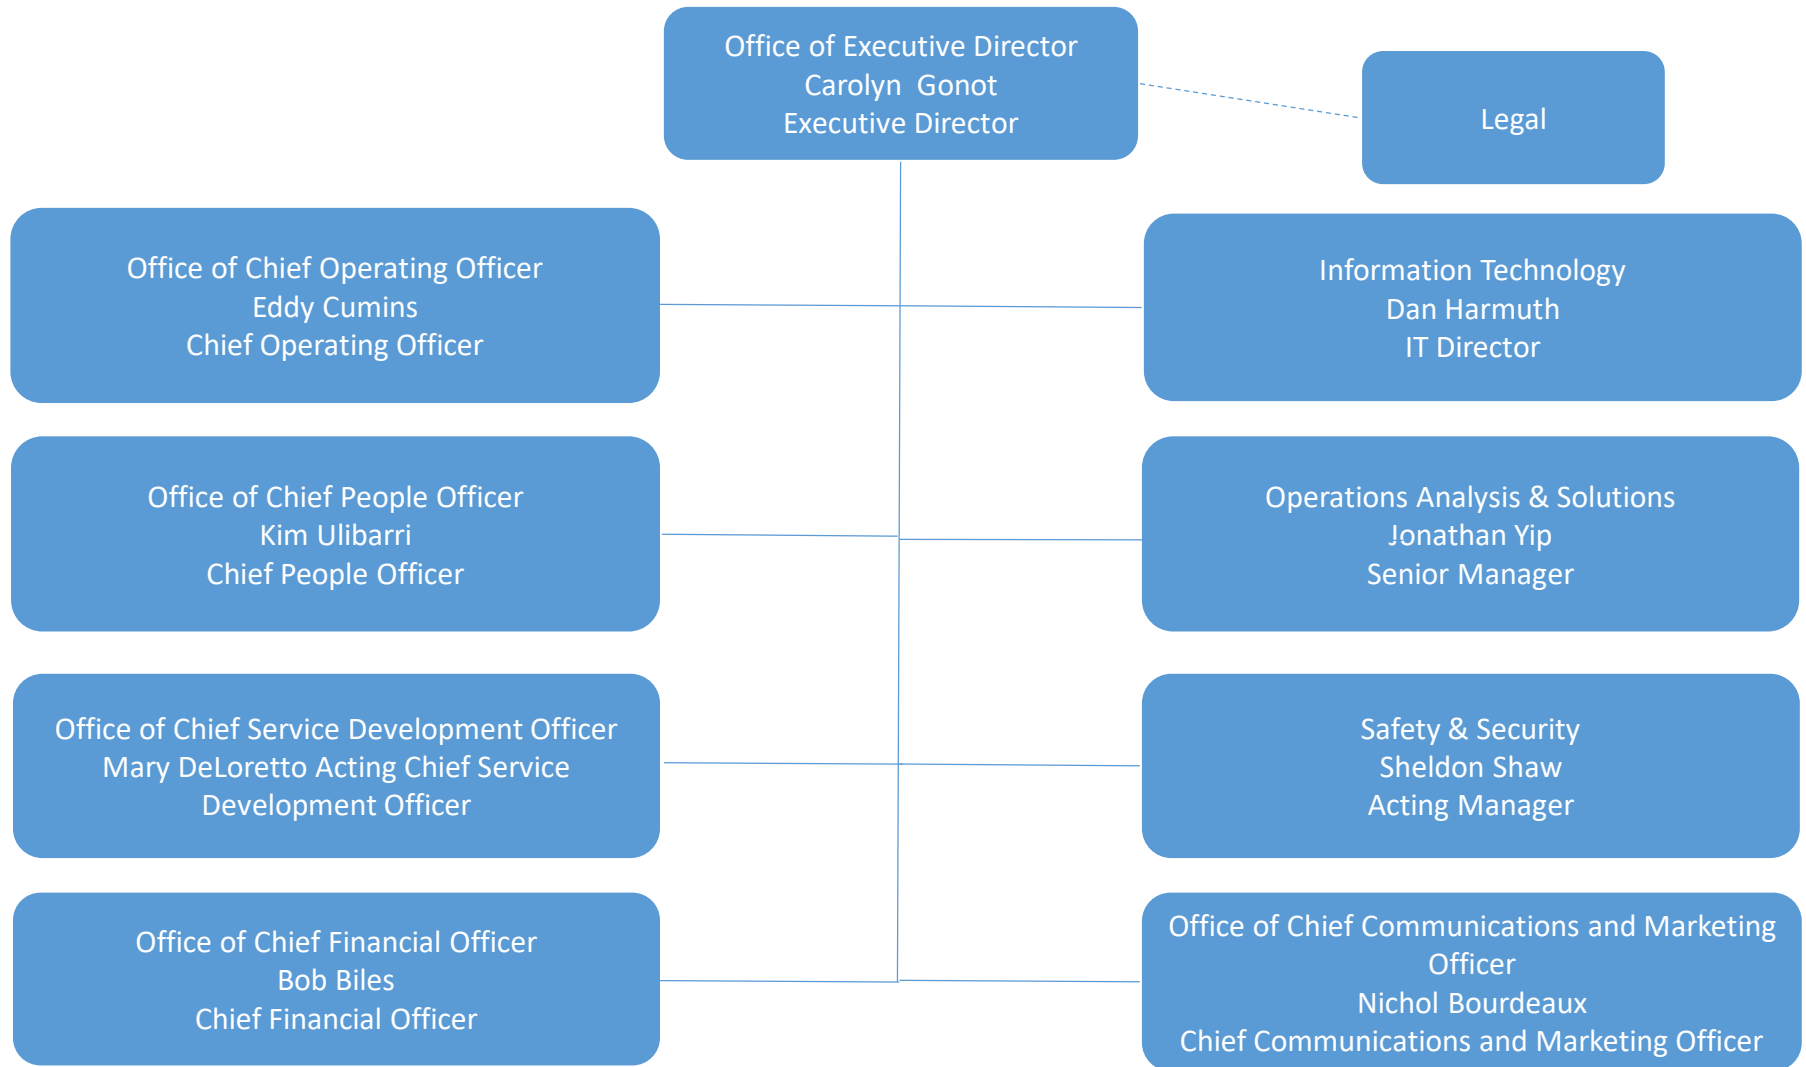 Office of Executive Director
Carolyn Gonot
Executive Director
Legal
Office of Chief Operating Officer
Eddy Cumins
Chief Operating Officer
Information Technology
Dan Harmuth
IT Director
Office of Chief People Officer
Kim Ulibarri
Chief People Officer
Operations Analysis & Solutions
Jonathan Yip
Senior Manager
Office of Chief Service Development Officer
Mary DeLoretto Acting Chief Service
Development Officer
Safety & Security
Sheldon Shaw
Acting Manager
Office of Chief Financial Officer
Bob Biles
Chief Financial Officer
Office of Chief Communications and Marketing
Officer
Nichol Bourdeaux
Chief Communications and Marketing Officer